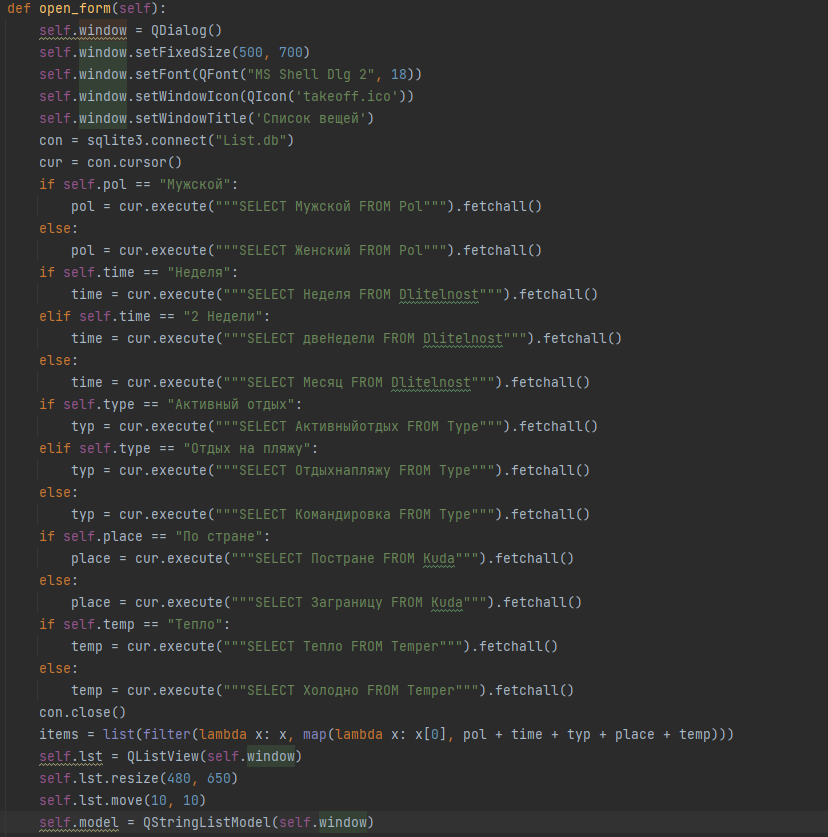 def open_form(self):
    self.window = QDialog()
    self.window.setFixedSize(500, 700)
    self.window.setFont(QFont("MS Shell Dlg 2", 18))
    self.window.setWindowIcon(QIcon('takeoff.ico'))
    self.window.setWindowTitle('Список вещей')
    con = sqlite3.connect("List.db")
    cur = con.cursor()
    if self.pol == "Мужской":
        pol = cur.execute("""SELECT Мужской FROM Pol""").fetchall()
    else:
        pol = cur.execute("""SELECT Женский FROM Pol""").fetchall()
    if self.time == "Неделя":
        time = cur.execute("""SELECT Неделя FROM Dlitelnost""").fetchall()
    elif self.time == "2 Недели":
        time = cur.execute("""SELECT двеНедели FROM Dlitelnost""").fetchall()
    else:
        time = cur.execute("""SELECT Месяц FROM Dlitelnost""").fetchall()
    if self.type == "Активный отдых":
        typ = cur.execute("""SELECT Активныйотдых FROM Type""").fetchall()
    elif self.type == "Отдых на пляжу":
        typ = cur.execute("""SELECT Отдыхнапляжу FROM Type""").fetchall()
    else:
        typ = cur.execute("""SELECT Командировка FROM Type""").fetchall()
    if self.place == "По стране":
        place = cur.execute("""SELECT Постране FROM Kuda""").fetchall()
    else:
        place = cur.execute("""SELECT Заграницу FROM Kuda""").fetchall()
    if self.temp == "Тепло":
        temp = cur.execute("""SELECT Тепло FROM Temper""").fetchall()
    else:
        temp = cur.execute("""SELECT Холодно FROM Temper""").fetchall()
    con.close()
    items = list(filter(lambda x: x, map(lambda x: x[0], pol + time + typ + place + temp)))
    self.lst = QListView(self.window)
    self.lst.resize(480, 650)
    self.lst.move(10, 10)
    self.model = QStringListModel(self.window)